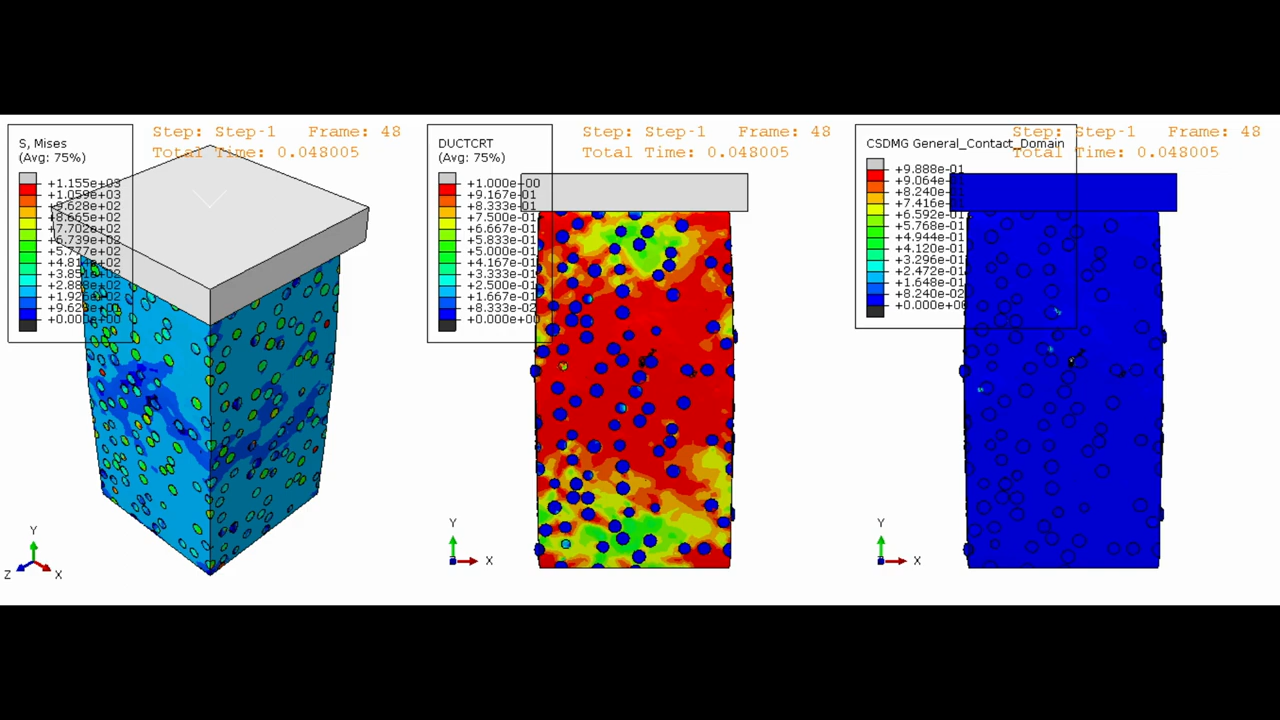 S, Mises
(Avg: 75%)
+1.155e+03
+1.059e+03
+9.628e+02
+8.665e+02
+7.702e+02
+6.739e+02
+5.777e+02
+4.814e+02
+3.851e+02
+2.888e+02
+1.926e+02
+9.628e+01
+0.000e+00
Step: Step-1 Frame: 48
Total Time: 0.048005
Y
Z
X
DUCTCRT
(Avg: 75%)
+1.000e+00
+9.167e-01
+8.333e-01
+7.500e-01
+6.667e-01
+5.833e-01
+5.000e-01
+4.167e-01
+3.333e-01
+2.500e-01
+1.667e-01
+8.333e-02
+0.000e+00
Step: Step-1 Frame: 48
Total Time: 0.048005
Y
X
CSDMG General_Contact_Domain
+9.888e-01
+9.064e-01
+8.240e-01
+7.416e-01
+6.592e-01
+5.768e-01
+4.944e-01
+4.120e-01
+3.296e-01
+2.472e-01
+1.648e-01
+8.240e-02
+0.000e+00
Step: Step-1 Frame: 48
Total Time: 0.048005
Y
X